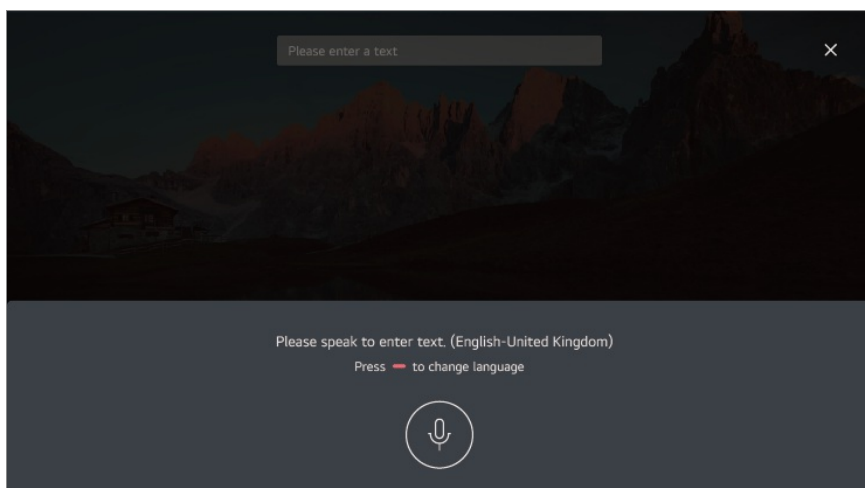 Please enter a text
Please speak to enter text. (English-United Kingdom)
Press to change language